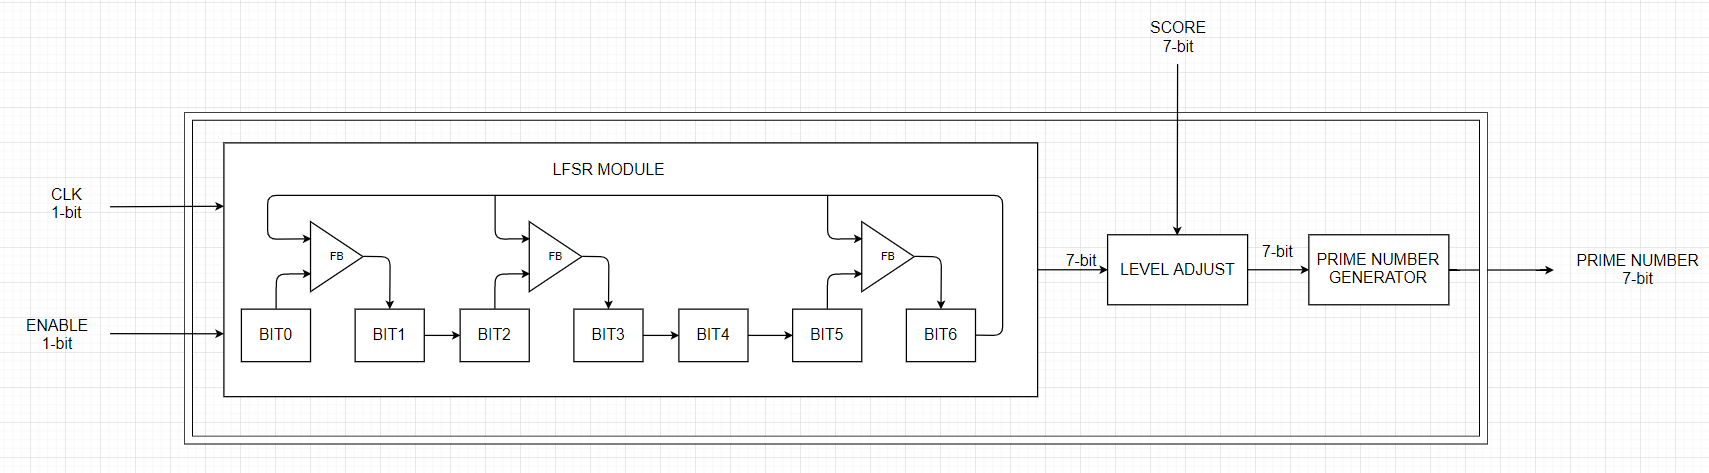 SCORE
7-bit
LFSR MODULE
CLK
1-bit
FB
FB
FB
7-bit
LEVEL ADJUST
7-bit
PRIME NUMBER
GENERATOR
PRIME NUMBER
7-bit
ENABLE
1-bit
BIT0
BIT1
BIT2
BIT3
BIT4
BIT5
BIT6